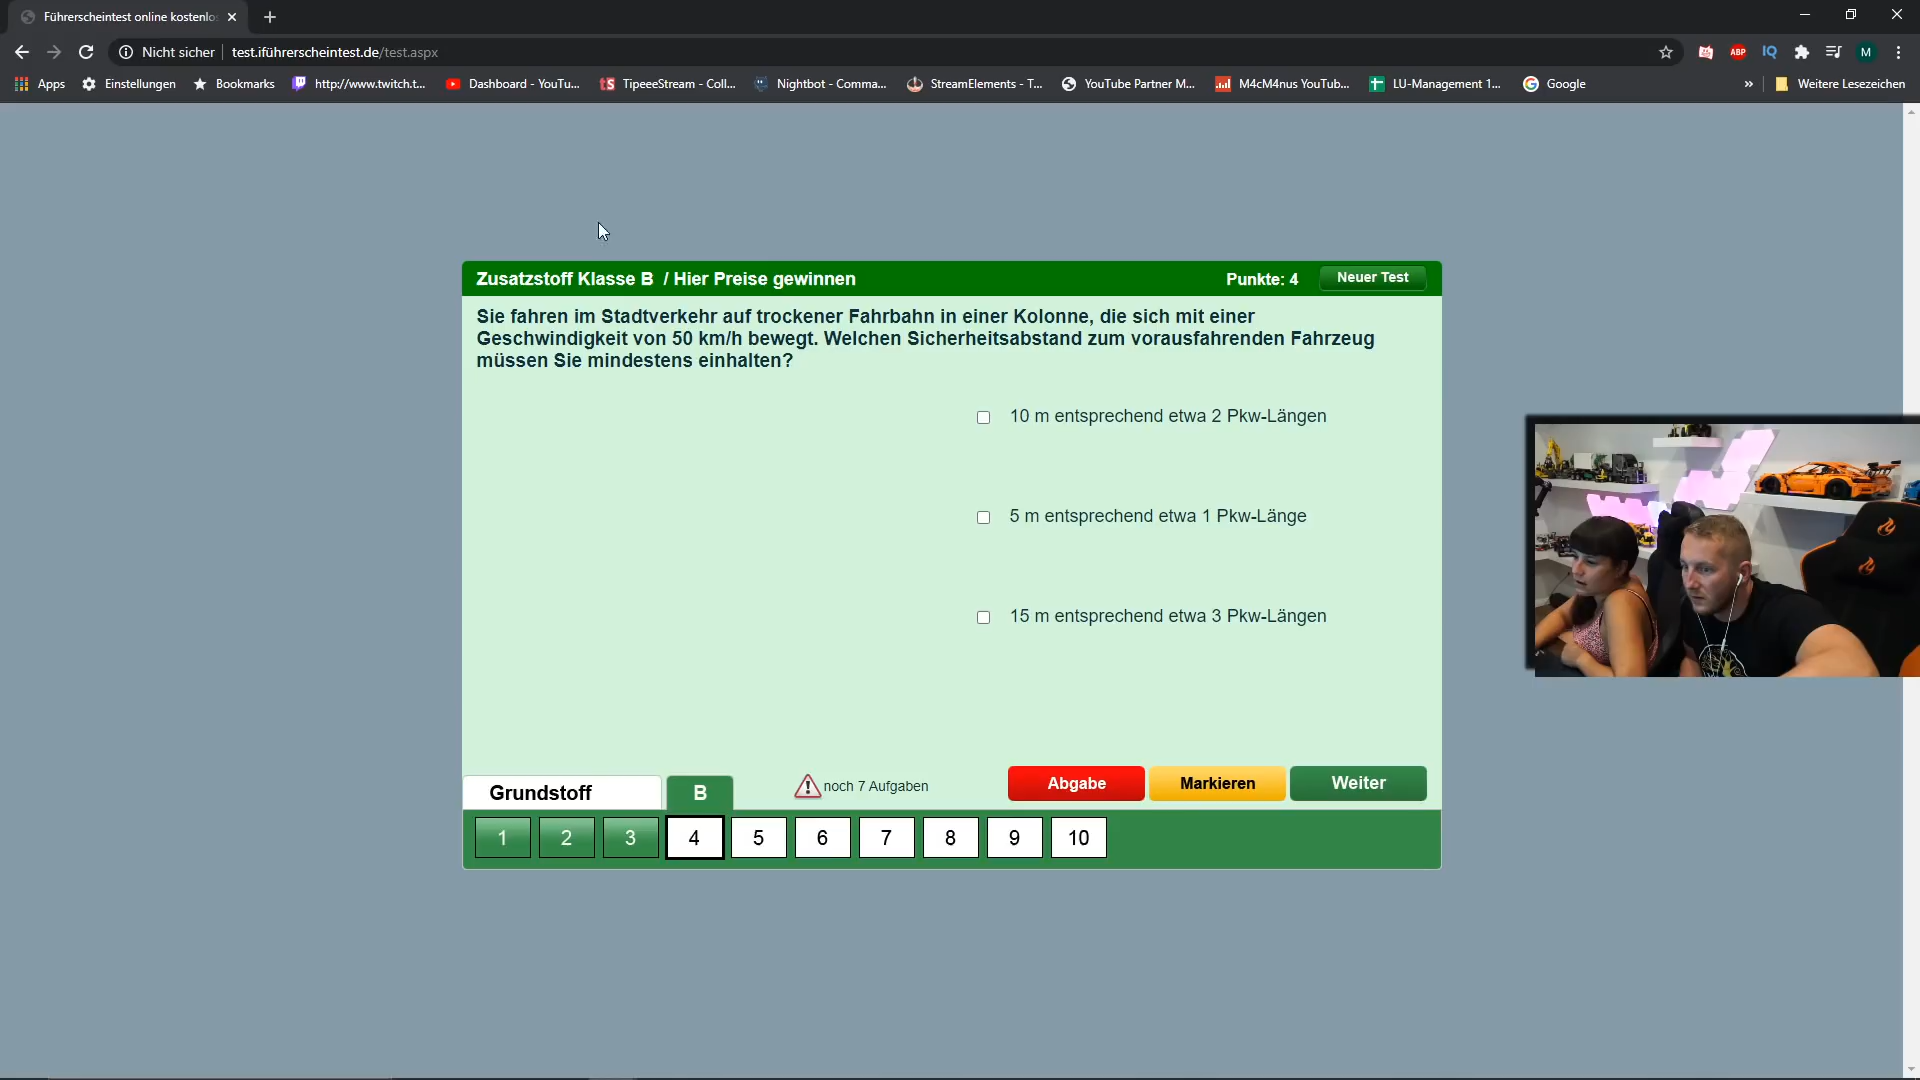 Führerscheintest online kostenlo
Nicht sicher
test.iführerscheintest.de/test.aspx
ABP
IQ
M
Apps
Einstellungen
Bookmarks
http://www.twitch.t...
Dashboard - YouTu...
TipeeeStream - Coll...
Nightbot - Comma...
StreamElements - T...
YouTube Partner M...
M4cM4nus YouTub...
LU-Management 1...
Google
»
Weitere Lesezeichen
Zusatzstoff Klasse B / Hier Preise gewinnen
Punkte: 4
Neuer Test
Sie fahren im Stadtverkehr auf trockener Fahrbahn in einer Kolonne, die sich mit einer
Geschwindigkeit von 50 km/h bewegt. Welchen Sicherheitsabstand zum vorausfahrenden Fahrzeug
müssen Sie mindestens einhalten?
10 m entsprechend etwa 2 Pkw-Längen
5 m entsprechend etwa 1 Pkw-Länge
15 m entsprechend etwa 3 Pkw-Längen
Grundstoff
B
noch 7 Aufgaben
Abgabe
Markieren
Weiter
1 2 3 4 5 6 7 8 9 10